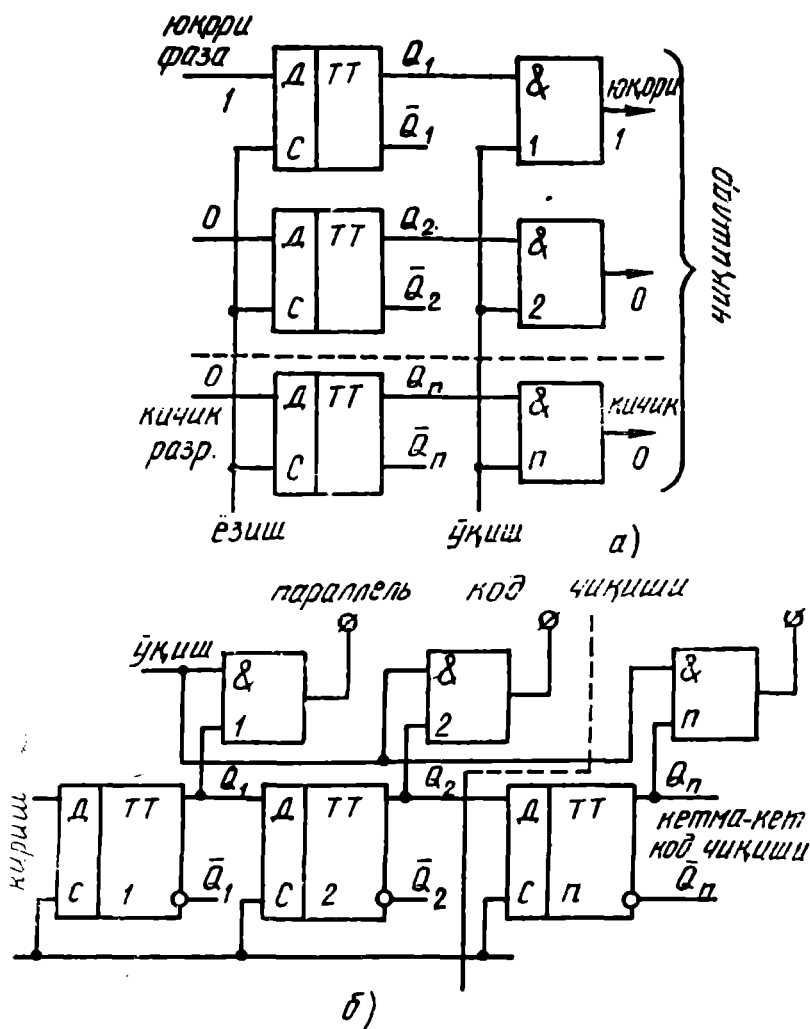 юқори
фаза
1
Д ТТ
С
Q1
Q̄1
&
1
юқори
1
0
Д ТТ
С
Q2
Q̄2
&
2
0
0
кичик
разр.
Д ТТ
С
Qп
Q̄п
&
п
кичик
0
чиқишлар
ёзиш
ўқиш
а)
параллель код чиқиши
ўқиш
&
1
&
2
&
п
кириш
Д ТТ
С 1
Q1
Q̄1
Д ТТ
С 2
Q2
Q̄2
Д ТТ
С п
Qп
кетма-кет
код чиқиши
Q̄п
б)